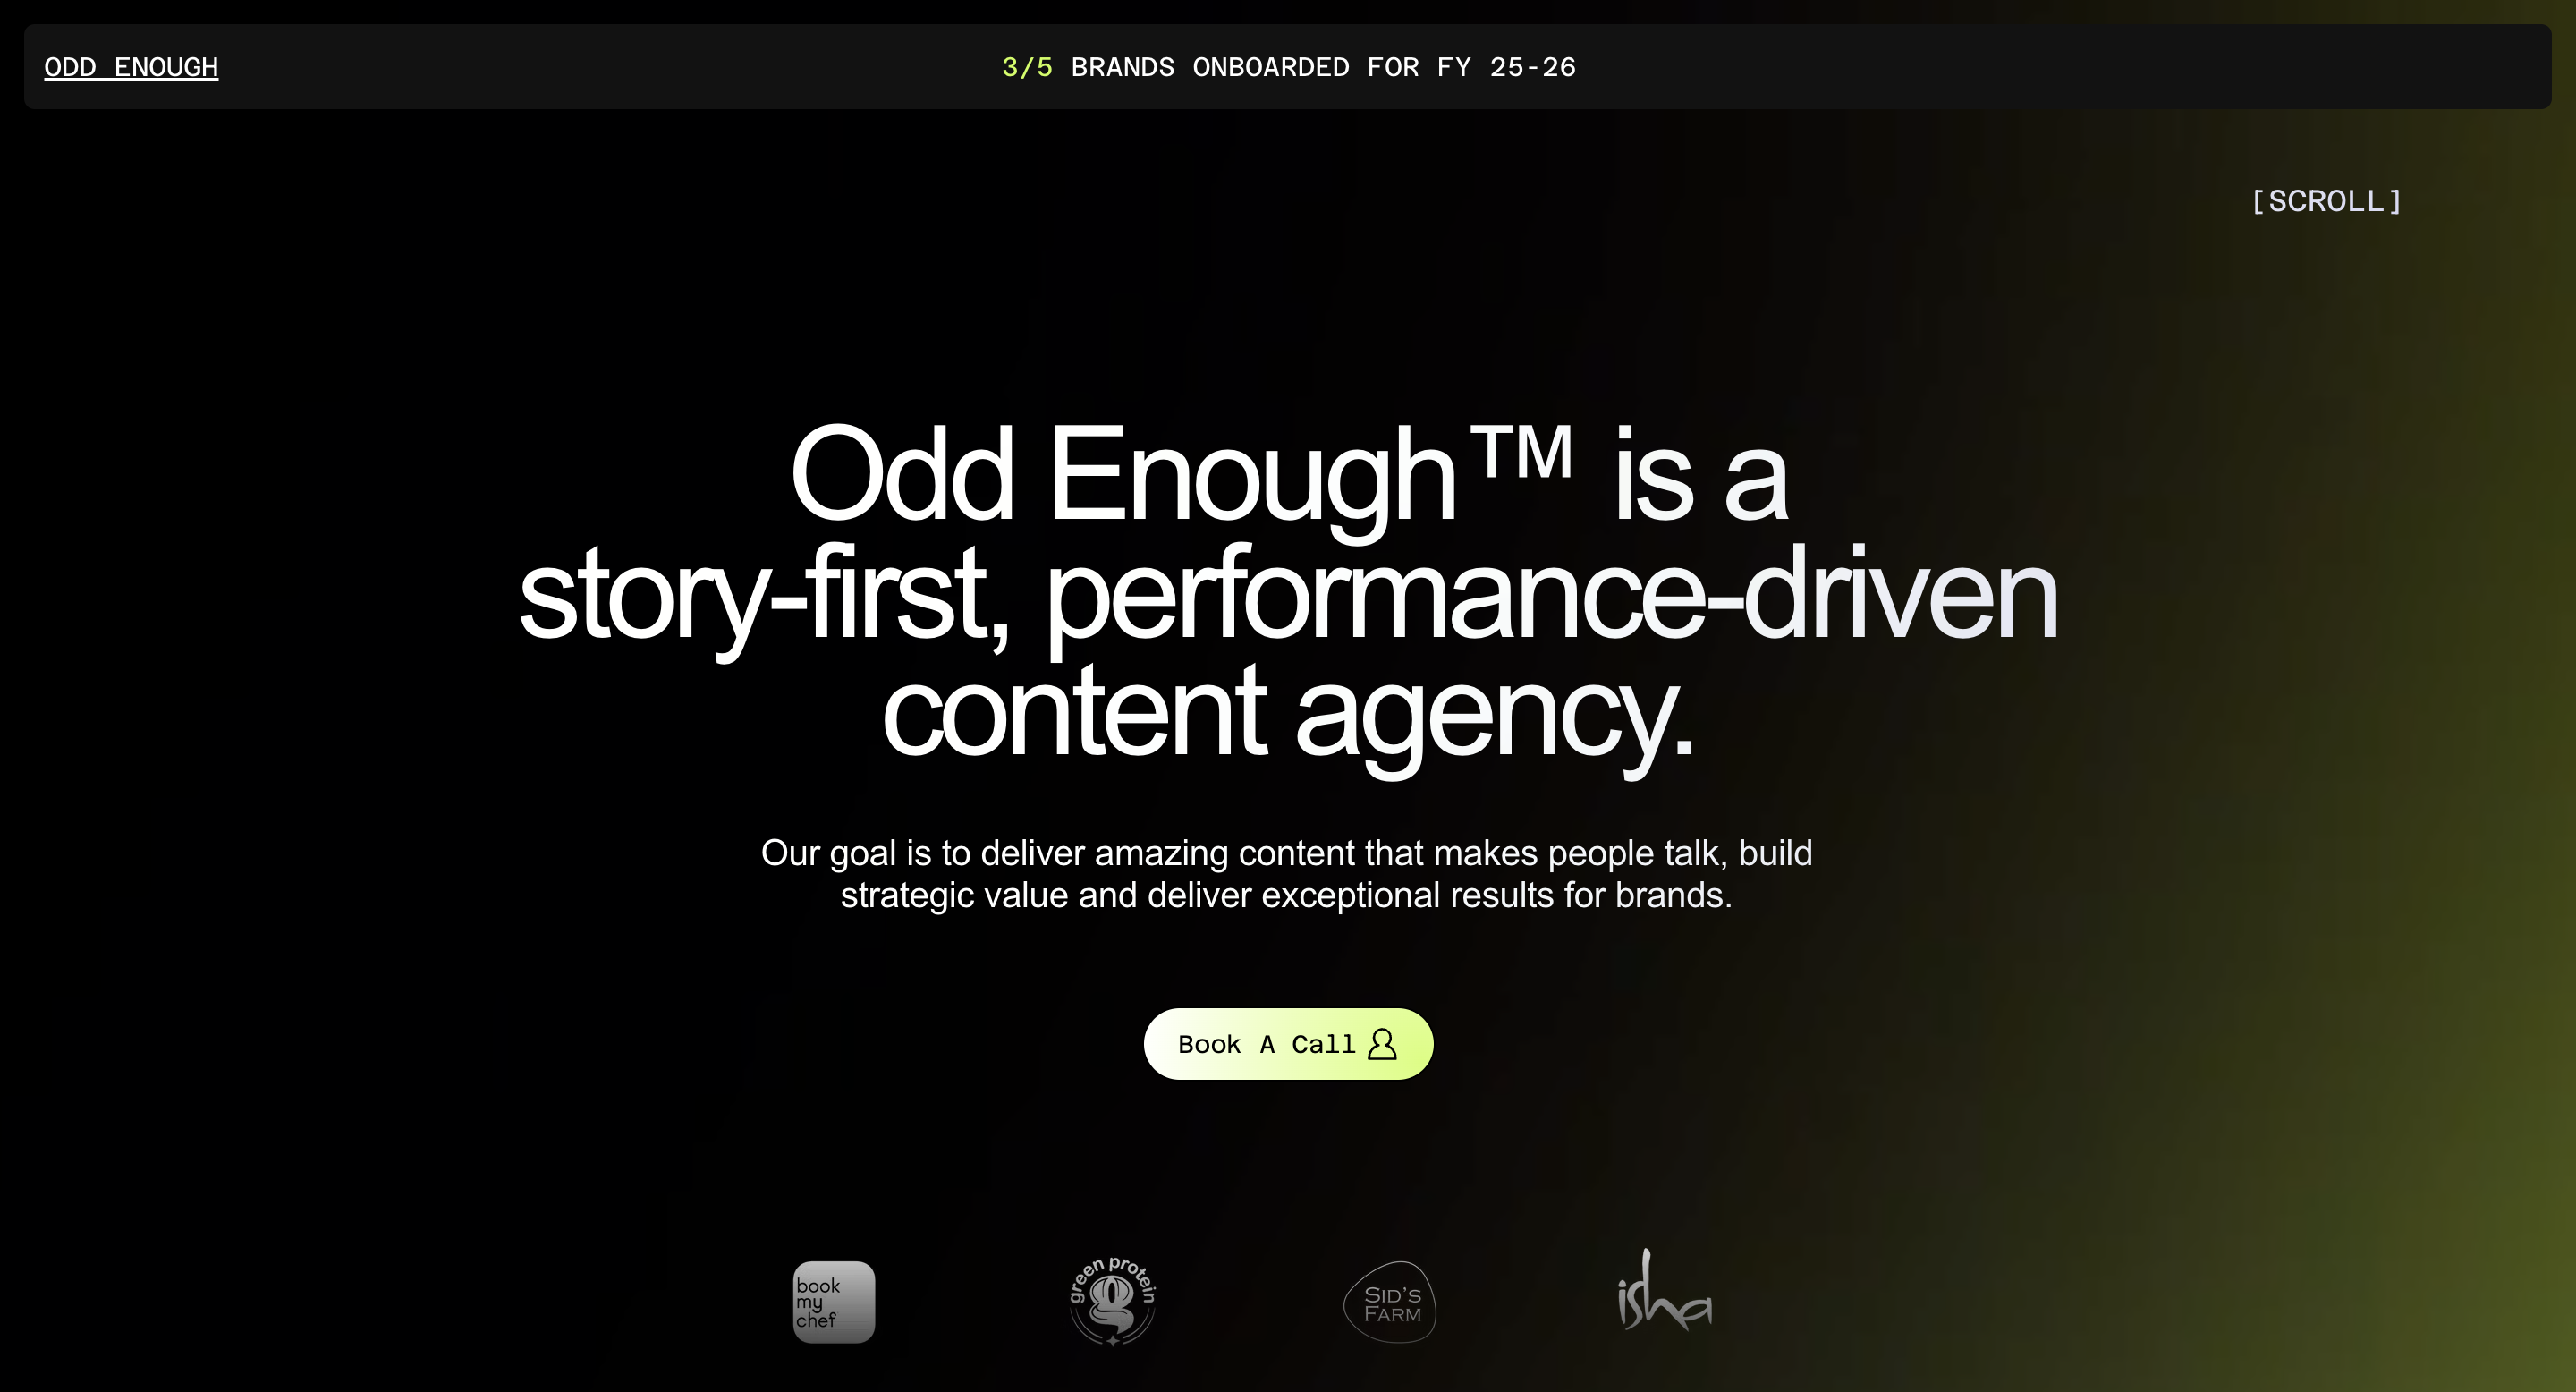 ODD ENOUGH
3/5 BRANDS ONBOARDED FOR FY 25-26
[SCROLL]
Odd Enough™ is a
story-first, performance-driven
content agency.
Our goal is to deliver amazing content that makes people talk, build
strategic value and deliver exceptional results for brands.
Book A Call
book
my
chef
green protein
g
SID'S
FARM
isha